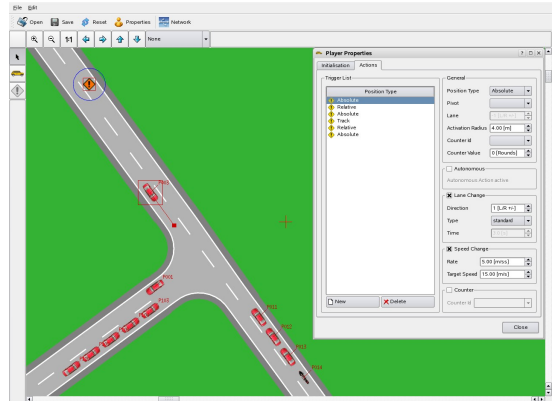 File Edit
Open Save Reset Properties Network
1:1 None
Player Properties
Initialisation Actions
Trigger List
Position Type
Absolute
Relative
Absolute
Track
Relative
Absolute
New Delete
General
Position Type Absolute
Pivot
Lane
Activation Radius 4.00 [m]
Counter Id
Counter Value 0 [Rounds]
Autonomous
Autonomous Action active
Lane Change
Direction 1 [L/R +/-]
Type standard
Time
Speed Change
Rate 5.00 [m/ss]
Target Speed 15.00 [m/s]
Counter
Counter Id
Close